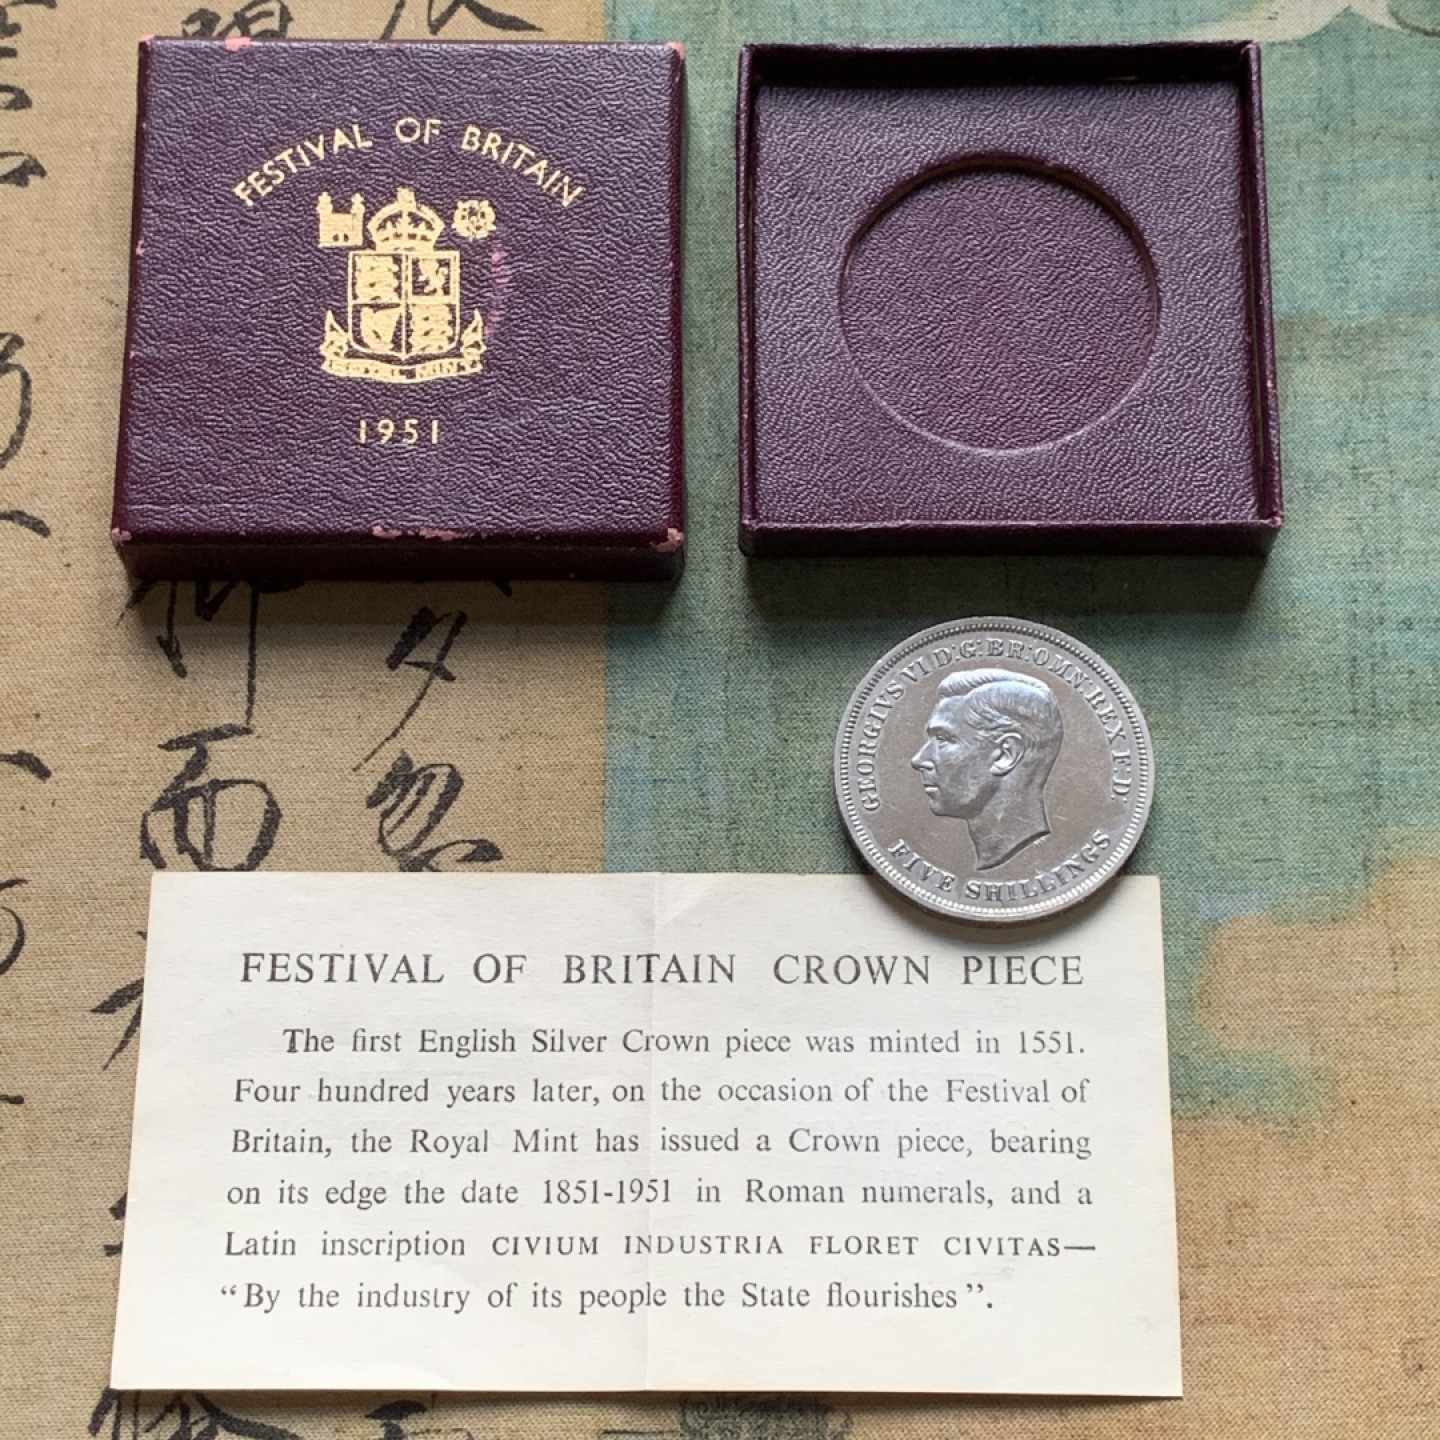 FESTIVAL OF BRITAIN
ROYAL MINT
1951
GEORGIVS VI D:G:BR:OMN:REX F:D:
FIVE SHILLINGS
FESTIVAL OF BRITAIN CROWN PIECE
The first English Silver Crown piece was minted in 1551.
Four hundred years later, on the occasion of the Festival of
Britain, the Royal Mint has issued a Crown piece, bearing
on its edge the date 1851-1951 in Roman numerals, and a
Latin inscription CIVIUM INDUSTRIA FLORET CIVITAS—
“By the industry of its people the State flourishes”.
而